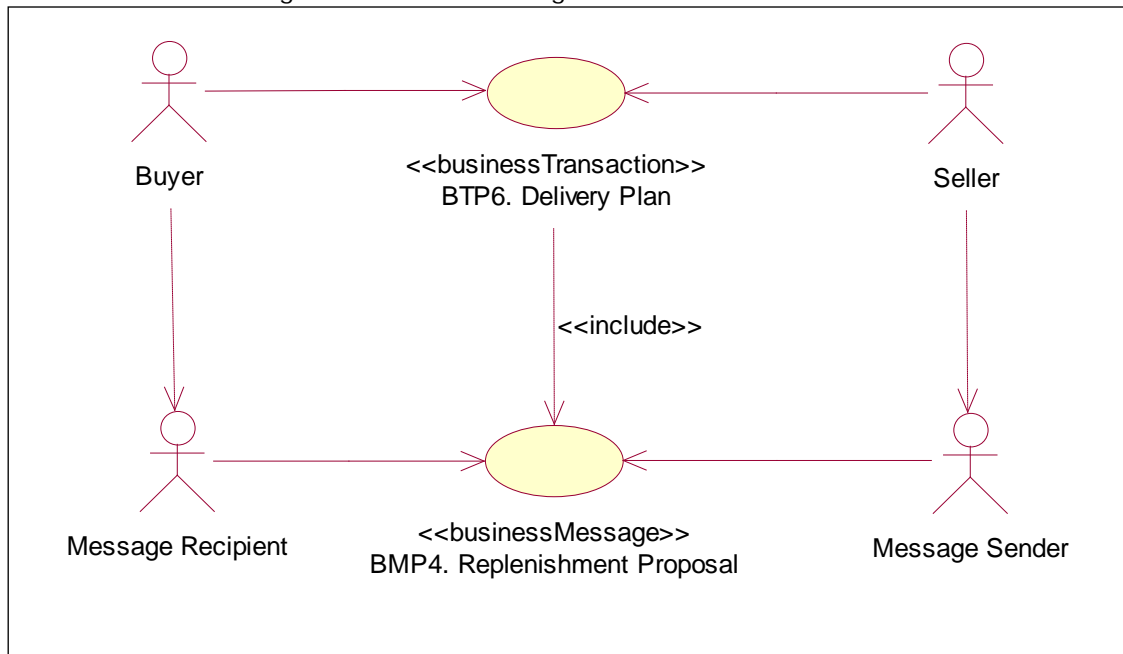 Buyer
<<businessTransaction>>
BTP6. Delivery Plan
Seller
<<include>>
Message Recipient
<<businessMessage>>
BMP4. Replenishment Proposal
Message Sender